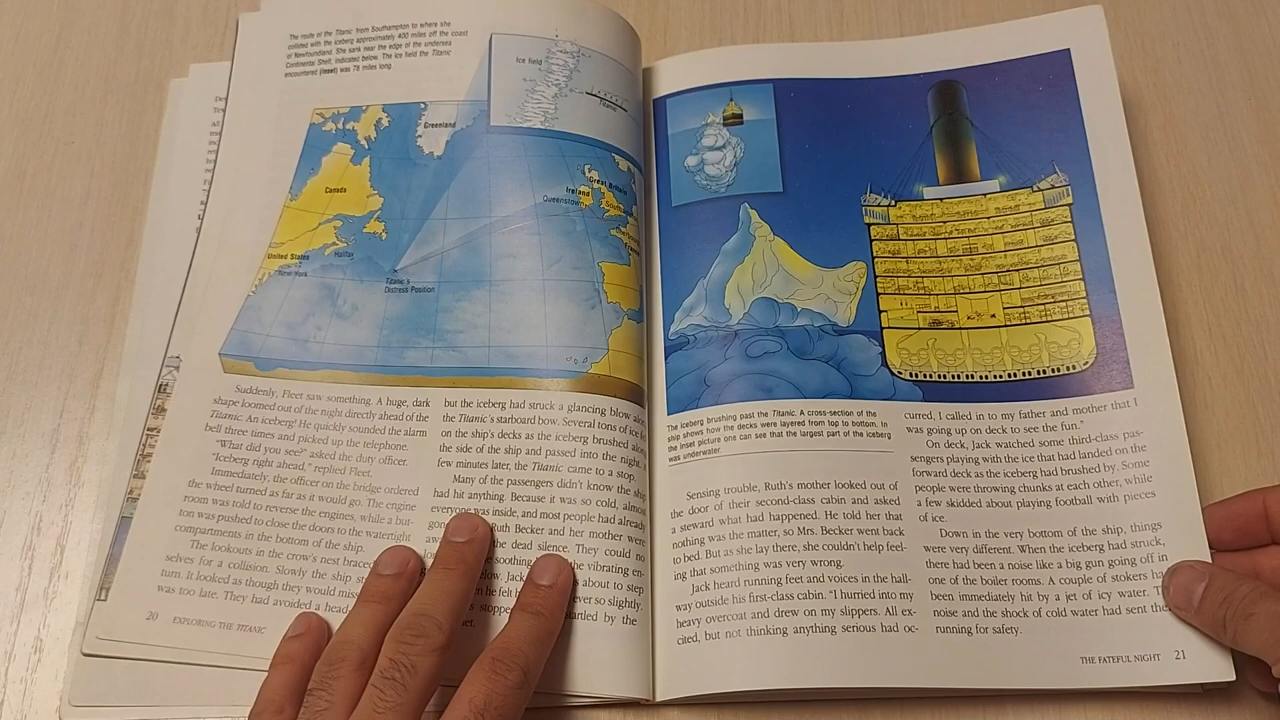 The route of the Titanic from Southampton to where she
collided with the iceberg approximately 400 miles off the coast
of Newfoundland. She sank near the edge of the undersea
Continental Shelf, indicated below. The ice field the Titanic
encountered (inset) was 78 miles long.
Ice field
Titanic
Greenland
Canada
Great Britain
Ireland
Queenstown
United States
Halifax
New York
Titanic's
Distress Position
Suddenly, Fleet saw something. A huge, dark
shape loomed out of the night directly ahead of the
Titanic. An iceberg! He quickly sounded the alarm
bell three times and picked up the telephone.
"What did you see?" asked the duty officer.
"Iceberg right ahead," replied Fleet.
Immediately, the officer on the bridge ordered
the wheel turned as far as it would go. The engine
room was told to reverse the engines, while a but-
ton was pushed to close the doors to the watertight
compartments in the bottom of the ship.
The lookouts in the crow's nest braced
selves for a collision. Slowly the ship
turn. It looked as though they would miss
was too late. They had avoided a head
but the iceberg had struck a glancing blow
the Titanic's starboard bow. Several tons of ice
on the ship's decks as the iceberg brushed
the side of the ship and passed into the night.
few minutes later, the Titanic came to a stop.
Many of the passengers didn't know the
had hit anything. Because it was so cold, almost
everyone was inside, and most people had already
Ruth Becker and her mother were
the dead silence. They could no
soothing the vibrating en-
below. Jack about to step
he felt ever so slightly.
stopped startled by the
20 EXPLORING THE TITANIC
The iceberg brushing past the Titanic. A cross-section of the
ship shows how the decks were layered from top to bottom. In
the inset picture one can see that the largest part of the iceberg
was underwater.
Sensing trouble, Ruth's mother looked out of
the door of their second-class cabin and asked
a steward what had happened. He told her that
nothing was the matter, so Mrs. Becker went back
to bed. But as she lay there, she couldn't help feel-
ing that something was very wrong.
Jack heard running feet and voices in the hall-
way outside his first-class cabin. "I hurried into my
heavy overcoat and drew on my slippers. All ex-
cited, but not thinking anything serious had oc-
curred, I called in to my father and mother that I
was going up on deck to see the fun."
On deck, Jack watched some third-class pas-
sengers playing with the ice that had landed on the
forward deck as the iceberg had brushed by. Some
people were throwing chunks at each other, while
a few skidded about playing football with pieces
of ice.
Down in the very bottom of the ship, things
were very different. When the iceberg had struck,
there had been a noise like a big gun going off in
one of the boiler rooms. A couple of stokers
been immediately hit by a jet of icy water.
noise and the shock of cold water had sent
running for safety.
THE FATEFUL NIGHT 21